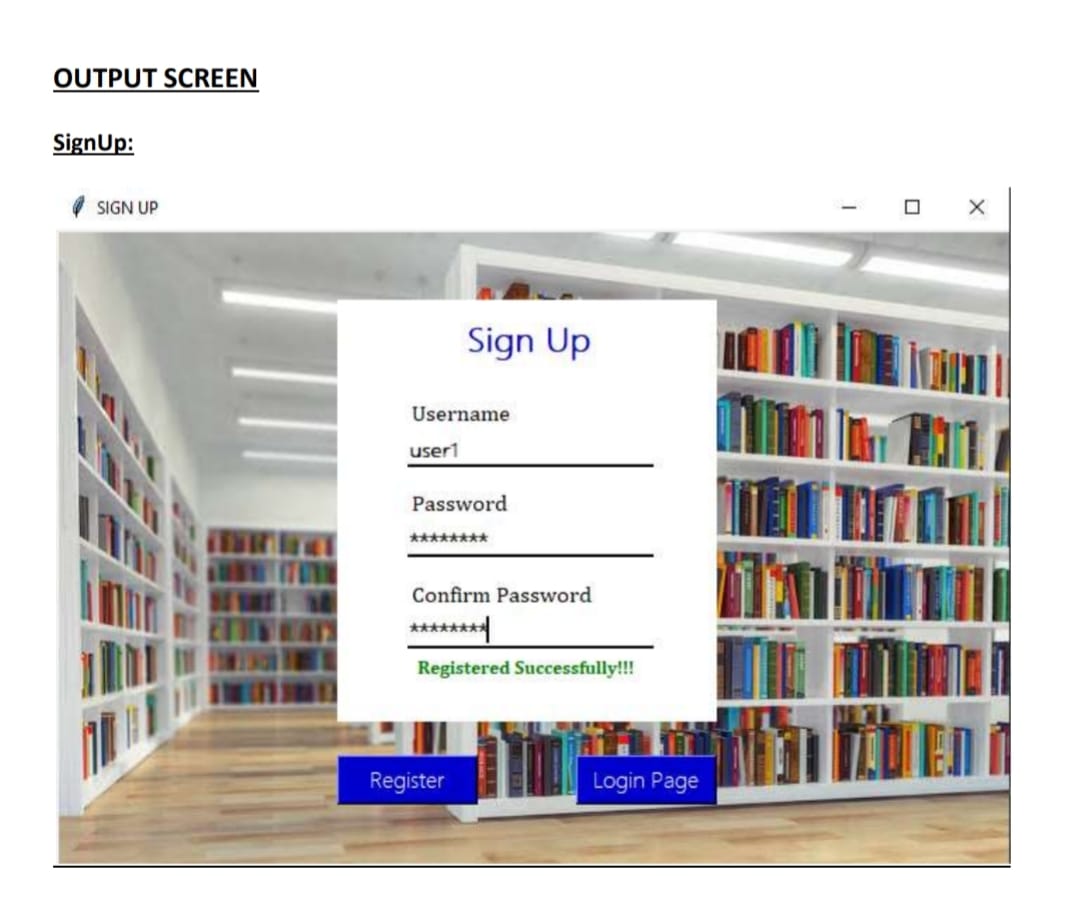 OUTPUT SCREEN
SignUp:
SIGN UP
Sign Up
Username
user1
Password
********
Confirm Password
********
Registered Successfully!!!
Register
Login Page